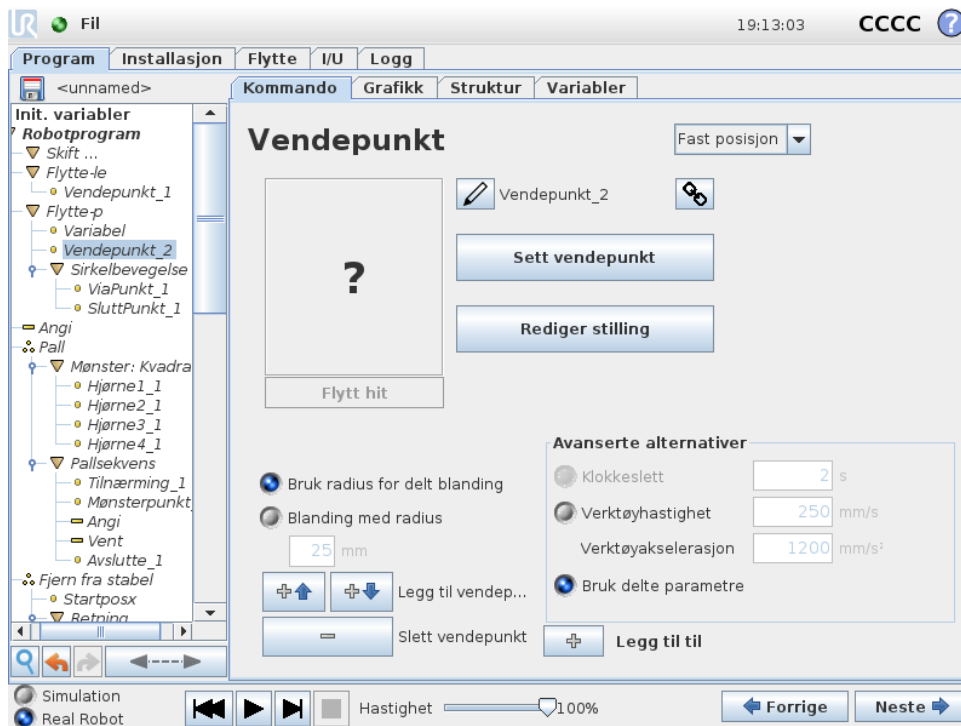 UR Fil 19:13:03 CCCC ?
Program Installasjon Flytte I/U Logg
<unnamed>
Kommando Grafikk Struktur Variabler
Init. variabler
Robotprogram
Skift ...
Flytte-le
Vendepunkt_1
Flytte-p
Variabel
Vendepunkt_2
Sirkelbevegelse
ViaPunkt_1
SluttPunkt_1
Angi
Pall
Mønster: Kvadra
Hjørne1_1
Hjørne2_1
Hjørne3_1
Hjørne4_1
Pallsekvens
Tilnærming_1
Mønsterpunkt_
Angi
Vent
Avslutte_1
Fjern fra stabel
Startposx
Retning
Vendepunkt
Fast posisjon
Vendepunkt_2
?
Sett vendepunkt
Rediger stilling
Flytt hit
Bruk radius for delt blanding
Blanding med radius
25 mm
Legg til vendep...
Slett vendepunkt
Avanserte alternativer
Klokkeslett 2 s
Verktøyhastighet 250 mm/s
Verktøyakselerasjon 1200 mm/s²
Bruk delte parametre
Legg til til
Simulation
Real Robot
Hastighet 100%
Forrige
Neste